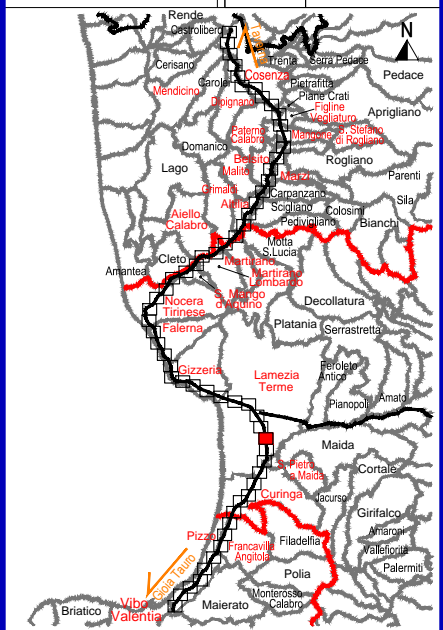 Rende
Castrolibero
N
Trenta
Serra Pedace
Cerisano
Cosenza
Pedace
Carolei
Pietrafitta
Mendicino
Dipignano
Piane Crati
Figline
Vegliaturo
Aprigliano
Paterno
Calabro
Mangone
S. Stefano
di Rogliano
Domanico
Belsito
Rogliano
Lago
Malito
Marzi
Parenti
Grimaldi
Carpanzano
Altilia
Scigliano
Sila
Aiello
Calabro
Colosimi
Pedivigliano
Bianchi
Motta
S.Lucia
Cleto
Martirano
Amantea
Martirano
Lombardo
S. Mango
d'Aquino
Nocera
Tirinese
Decollatura
Falerna
Platania
Serrastretta
Gizzeria
Lamezia
Terme
Feroleto
Antico
Pianopoli
Amato
Maida
S. Pietro
a Maida
Cortale
Curinga
Jacurso
Girifalco
Pizzo
Amaroni
Francavilla
Angitola
Filadelfia
Vallefiorita
Gioia Tauro
Palermiti
Polia
Vibo
Valentia
Briatico
Maierato
Monterosso
Calabro